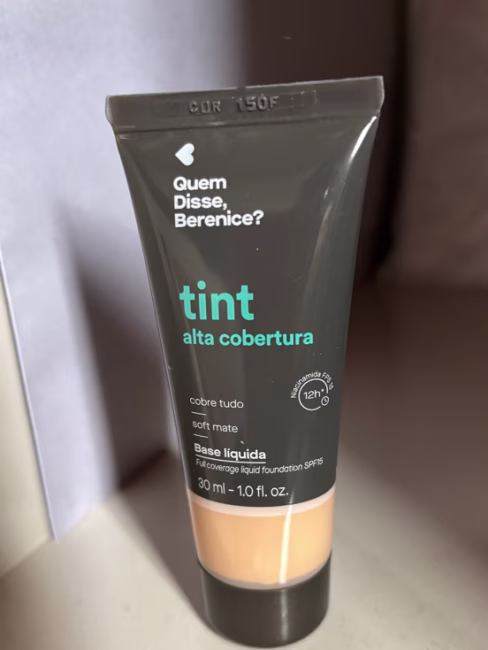 COR 150F
Quem
Disse,
Berenice?
tint
alta cobertura
Niacinamida FPS 15
12h*
cobre tudo
soft mate
Base líquida
Full coverage liquid foundation SPF15
30 ml - 1.0 fl. oz.